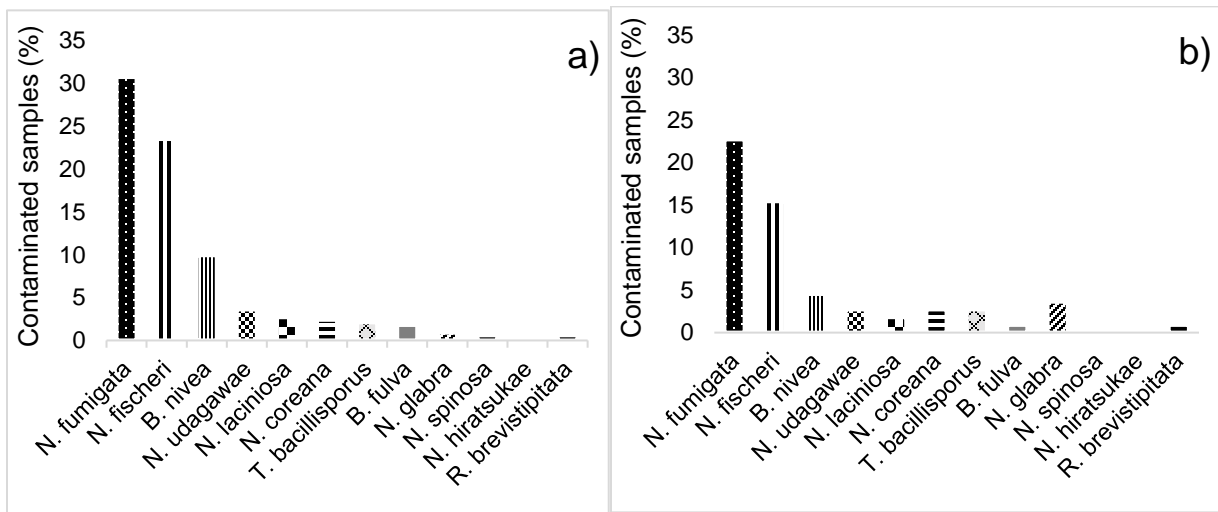 a)
Contaminated samples (%)
35
30
25
20
15
10
5
0
N. fumigata
N. fischeri
B. nivea
N. udagawae
N. laciniosa
N. coreana
T. bacillisporus
B. fulva
N. glabra
N. spinosa
N. hiratsukae
R. brevistipitata
b)
Contaminated samples (%)
35
30
25
20
15
10
5
0
N. fumigata
N. fischeri
B. nivea
N. udagawae
N. laciniosa
N. coreana
T. bacillisporus
B. fulva
N. glabra
N. spinosa
N. hiratsukae
R. brevistipitata